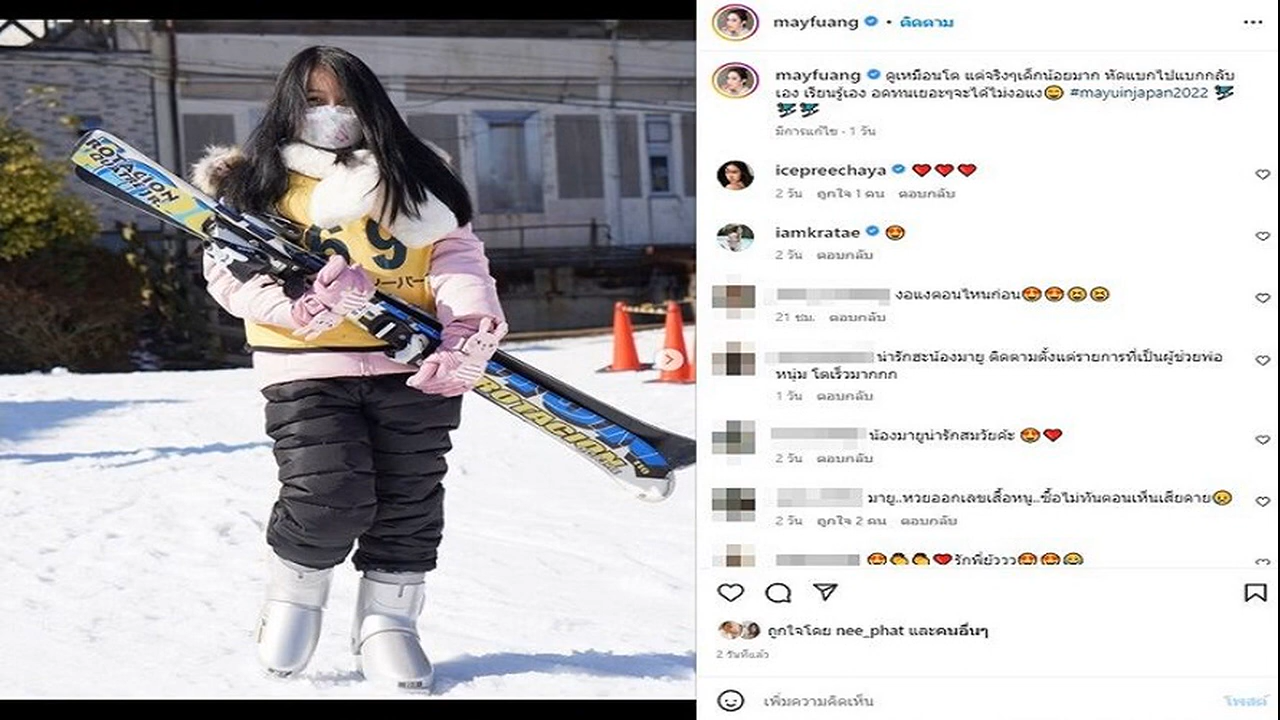 ROTACION
69
ROTACION
mayfuang • ติดตาม
mayfuang ดูเหมือนโต แต่จริงๆเด็กน้อยมาก หัดแบกไปแบกกลับ
เอง เรียนรู้เอง อดทนเยอะๆจะได้ไม่งอแง😄 #mayuinjapan2022 🎿
🎿🎿
มีการแก้ไข · 1 วัน
icepreechaya ❤️❤️❤️
2 วัน ถูกใจ 1 คน ตอบกลับ
iamkratae 😍
2 วัน ตอบกลับ
งอแงตอนไหนก่อน😍😍😆😆
21 ชม. ตอบกลับ
น่ารักฮะน้องมายู ติดตามตั้งแต่รายการที่เป็นผู้ช่วยพ่อ
หนุ่ม โตเร็วมากกก
1 วัน ตอบกลับ
น้องมายูน่ารักสมวัยค้ะ 😍❤️
2 วัน ตอบกลับ
มายู..หวยออกเลขเสื้อหนู..ซื้อไม่ทันตอนเห็นเสียดาย😢
2 วัน ถูกใจ 2 คน ตอบกลับ
รักพี่ยัววว
ถูกใจโดย nee_phat และคนอื่นๆ
2 วันที่แล้ว
เพิ่มความคิดเห็น
โพสต์